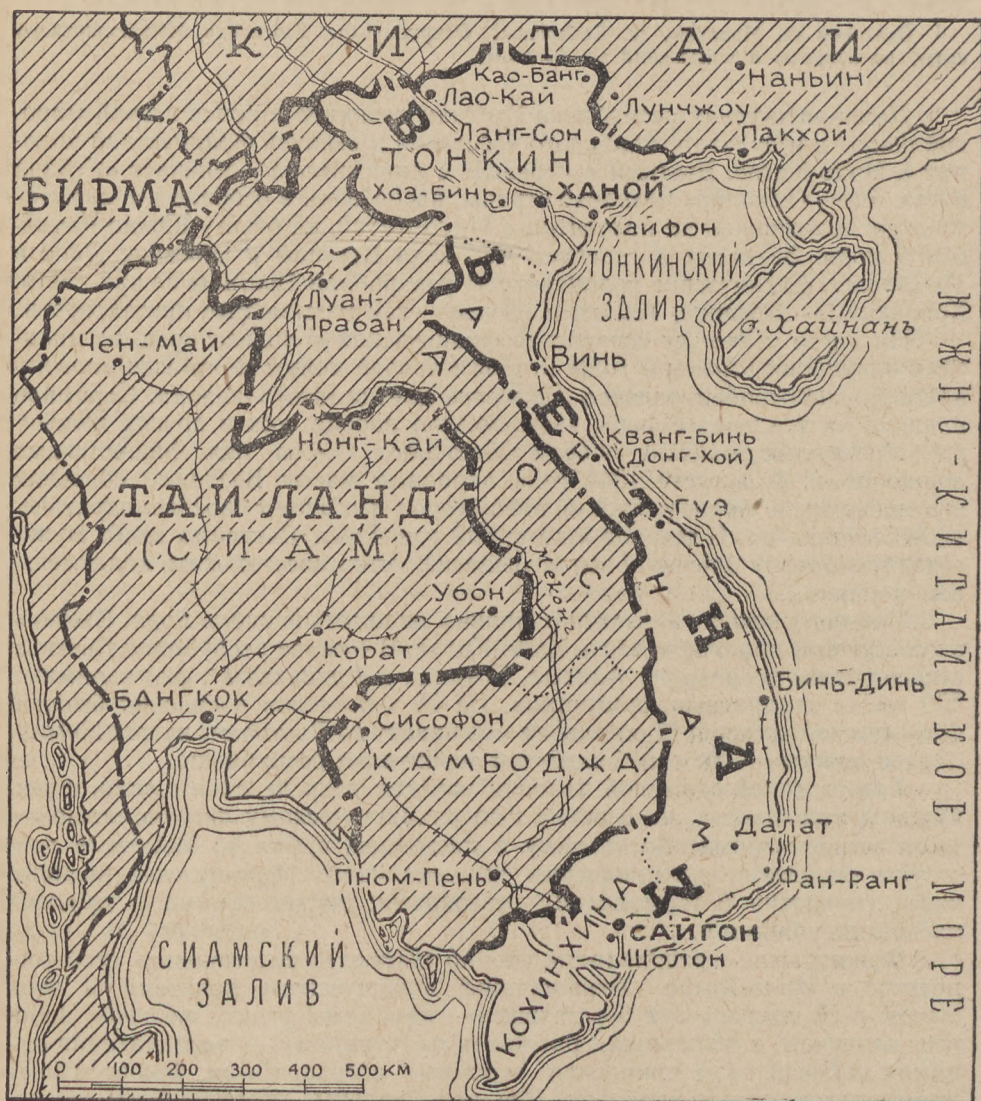 КИТАЙ
Као-Банг
Лао-Кай
Наньин
Лунчжоу
Ланг-Сон
Пакхой
ТОНКИН
БИРМА
Хоа-Бинь
ХАНОЙ
Хайфон
ТОНКИНСКИЙ
ЗАЛИВ
о. Хайнань
Луан-
Прабан
ЛАОС
Чен-Май
Винь
ВЬЕТНАМ
АННАМ
Нонг-Кай
Кванг-Бинь
(Донг-Хой)
ТАИЛАНД
(СИАМ)
ГУЭ
Меконг
Убон
Корат
БАНГКОК
Бинь-Динь
Сисофон
КАМБОДЖА
Далат
Пном-Пень
Фан-Ранг
КОХИНХИНА
САЙГОН
Шолон
СИАМСКИЙ
ЗАЛИВ
ЮЖНО-КИТАЙСКОЕ МОРЕ
0 100 200 300 400 500 КМ